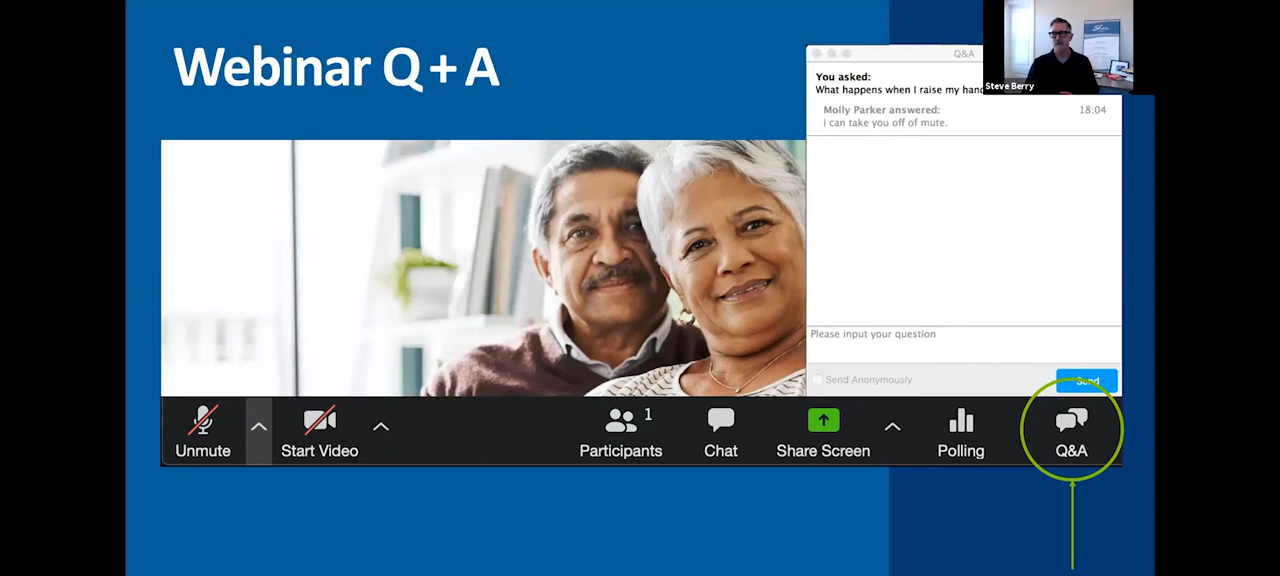 Webinar Q + A
Steve Berry
Q&A
You asked:
What happens when I raise my hand
Molly Parker answered:
18:04
I can take you off of mute.
Please input your question
Send Anonymously
Send
1
Unmute
Start Video
Participants
Chat
Share Screen
Polling
Q&A